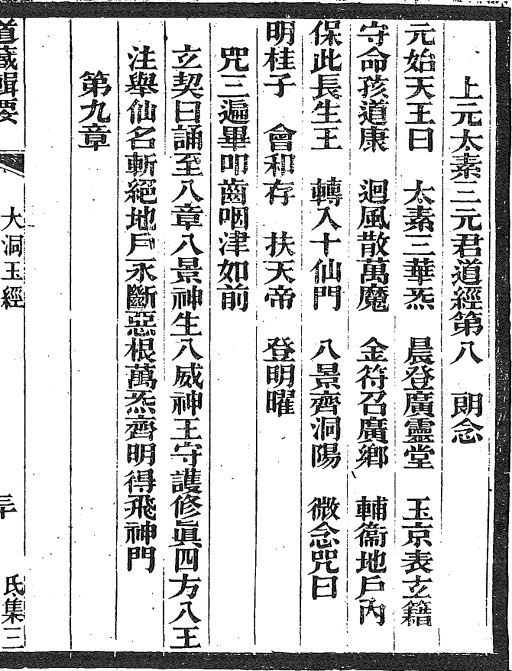 上元太素三元君道經第八　朗念
元始天王曰　太素三華炁　晨登廣靈堂　玉京表玄籍
守命孩道康　迴風散萬魔　金符召廣鄉　輔衞地戶內
保此長生王　轉入十仙門　八景齊洞陽　微念咒曰
明桂子　會和存　扶天帝　登明曜
咒三遍畢叩齒咽津如前
立契曰誦至八章八景神生八威神王守護修眞四方八王
注舉仙名斬絕地戶永斷惡根萬炁齊明得飛神門
第九章
道藏輯要　大洞玉經　三十　氐集三